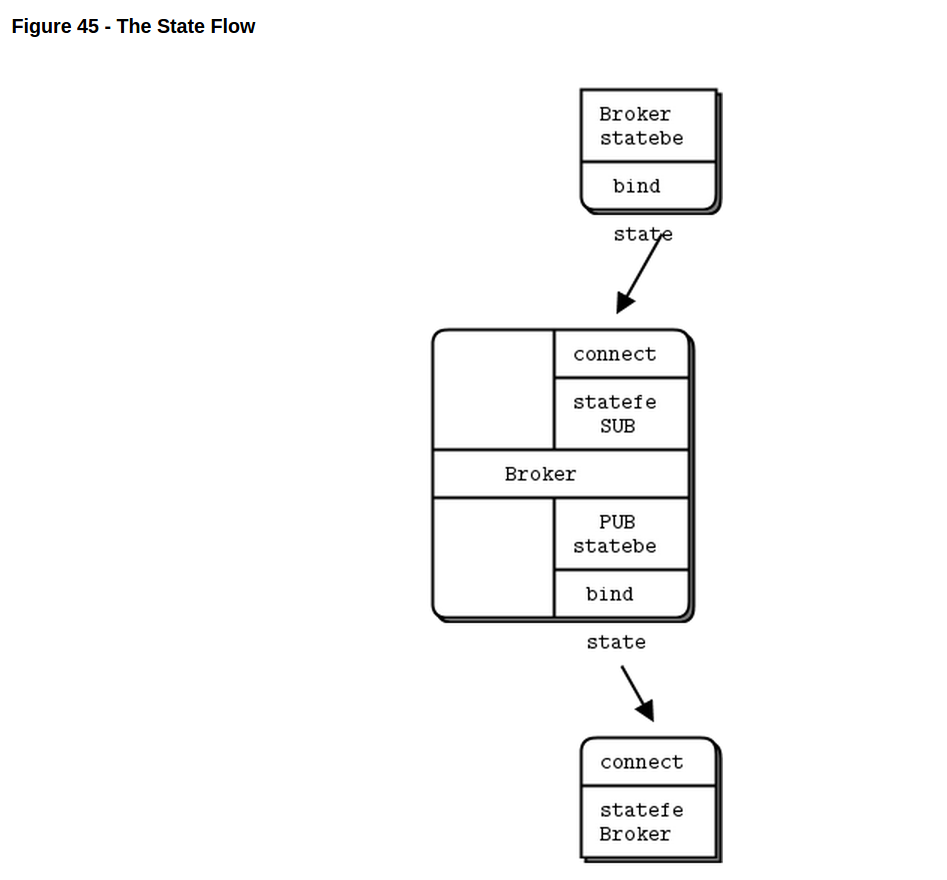 Figure 45 - The State Flow
Broker
statebe
bind
state
connect
statefe
SUB
Broker
PUB
statebe
bind
state
connect
statefe
Broker